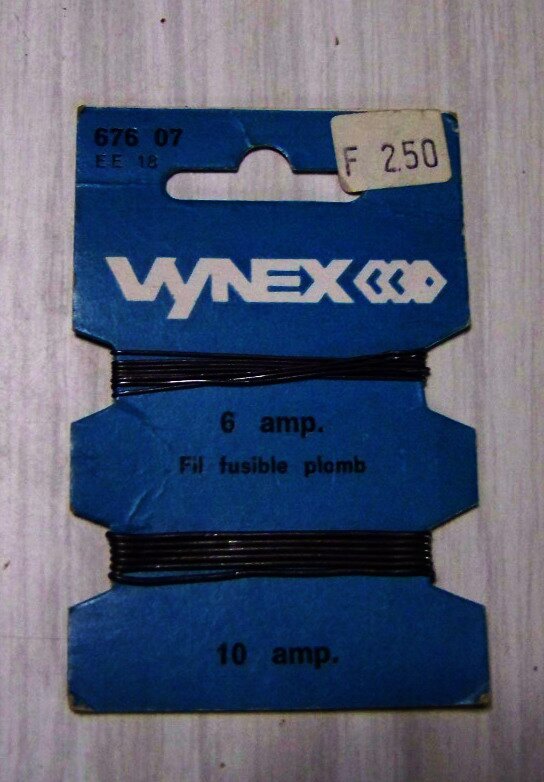 676 07
EE 18
F 2.50
VYNEX
6 amp.
Fil fusible plomb
10 amp.